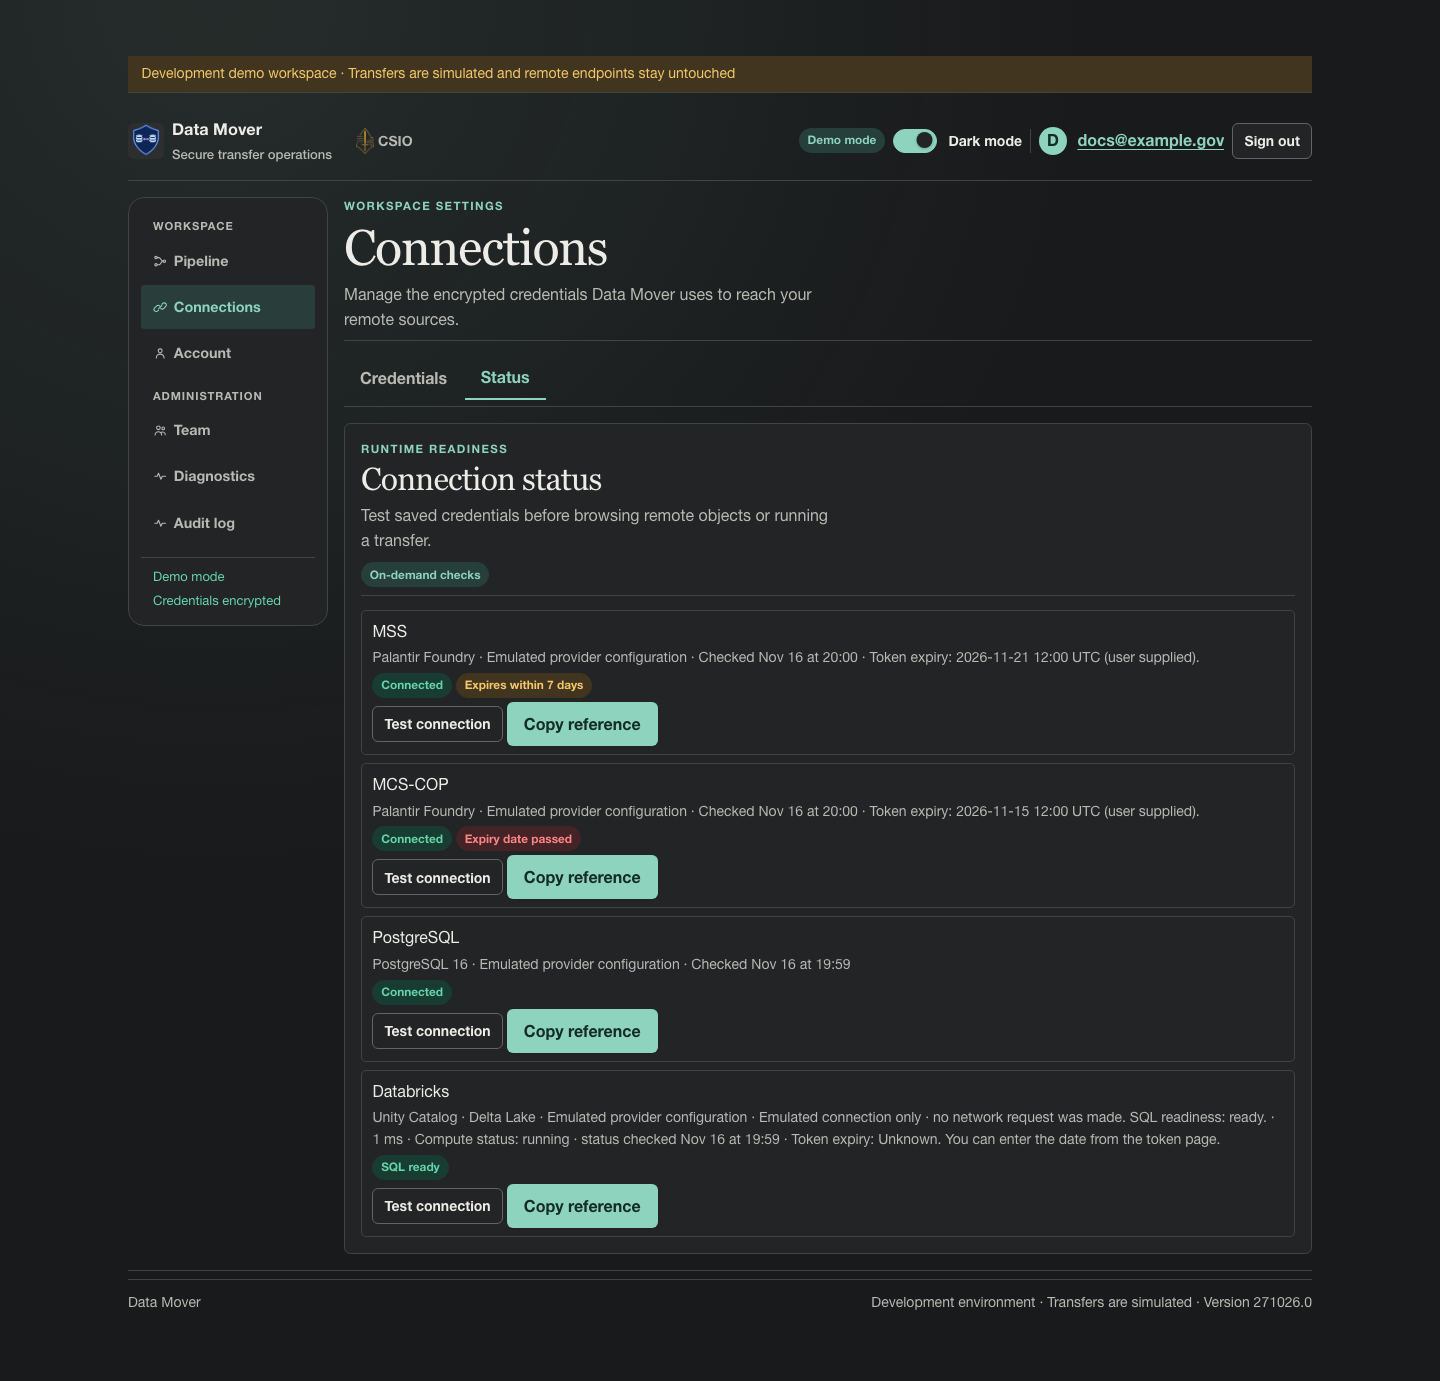 Development demo workspace · Transfers are simulated and remote endpoints stay untouched
Data Mover
Secure transfer operations
CSIO
Demo mode
Dark mode
D
docs@example.gov
Sign out
WORKSPACE
Pipeline
Connections
Account
ADMINISTRATION
Team
Diagnostics
Audit log
Demo mode
Credentials encrypted
WORKSPACE SETTINGS
Connections
Manage the encrypted credentials Data Mover uses to reach your
remote sources.
Credentials
Status
RUNTIME READINESS
Connection status
Test saved credentials before browsing remote objects or running
a transfer.
On-demand checks
MSS
Palantir Foundry · Emulated provider configuration · Checked Nov 16 at 20:00 · Token expiry: 2026-11-21 12:00 UTC (user supplied).
Connected
Expires within 7 days
Test connection
Copy reference
MCS-COP
Palantir Foundry · Emulated provider configuration · Checked Nov 16 at 20:00 · Token expiry: 2026-11-15 12:00 UTC (user supplied).
Connected
Expiry date passed
Test connection
Copy reference
PostgreSQL
PostgreSQL 16 · Emulated provider configuration · Checked Nov 16 at 19:59
Connected
Test connection
Copy reference
Databricks
Unity Catalog · Delta Lake · Emulated provider configuration · Emulated connection only · no network request was made. SQL readiness: ready. ·
1 ms · Compute status: running · status checked Nov 16 at 19:59 · Token expiry: Unknown. You can enter the date from the token page.
SQL ready
Test connection
Copy reference
Data Mover
Development environment · Transfers are simulated · Version 271026.0